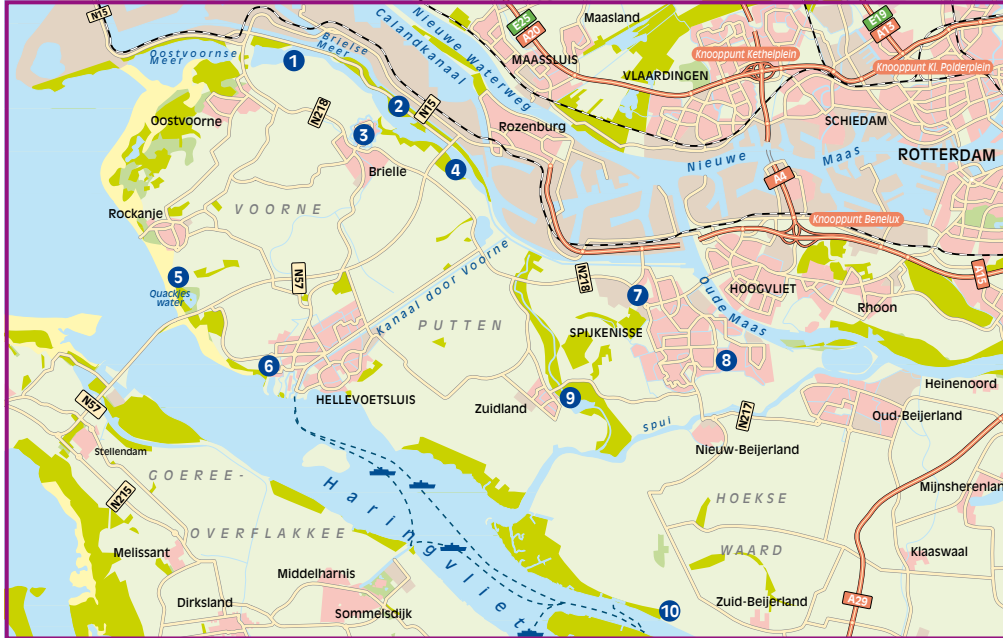 N15
Oostvoornse
Meer
1
Brielse
Meer
Calandkanaal
Nieuwe Waterweg
E25
A20
Maasland
MAASSLUIS
VLAARDINGEN
Knooppunt Kethelplein
E19
A13
Knooppunt Kl. Polderplein
SCHIEDAM
ROTTERDAM
Nieuwe Maas
A4
Knooppunt Benelux
A15
Oostvoorne
N218
2
N15
3
Brielle
4
Rozenburg
VOORNE
Rockanje
5
Quackjes
water
N57
Kanaal door Voorne
PUTTEN
N218
7
SPIJKENISSE
HOOGVLIET
Oude Maas
Rhoon
8
6
HELLEVOETSLUIS
Zuidland
9
Spui
N217
Nieuw-Beijerland
Oud-Beijerland
Heinenoord
Mijnsherenlan
N57
Stellendam
N215
GOEREE-
OVERFLAKKEE
Haringvliet
HOEKSE
WAARD
Klaaswaal
Melissant
Middelharnis
Dirksland
Sommelsdijk
10
Zuid-Beijerland
A29